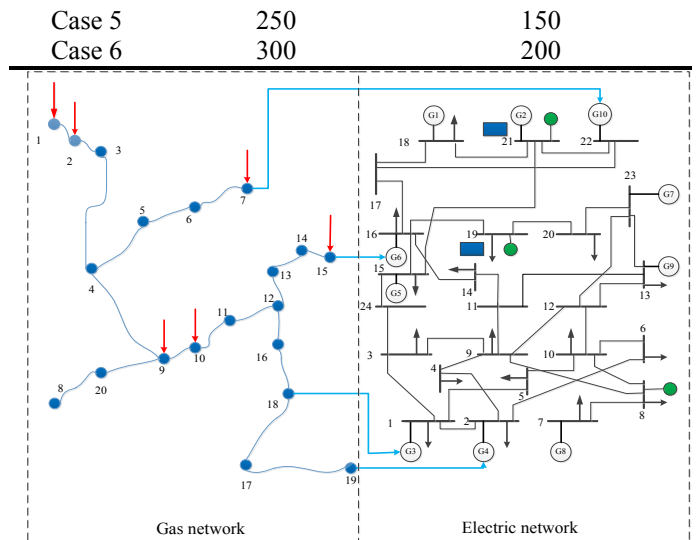 Case 5 250 150
Case 6 300 200
G1 G2 G10
1 2 3 18 21 22
23
G7
5 6 7 17
14 16 19 20
15 G6 15 G9
4 13 G5 14 13
12 24 11 12
11
9 10 16 3 4 9 10 6
8 20 18 5 8
1 2 7
G3 G4 G8
17 19
Gas network Electric network